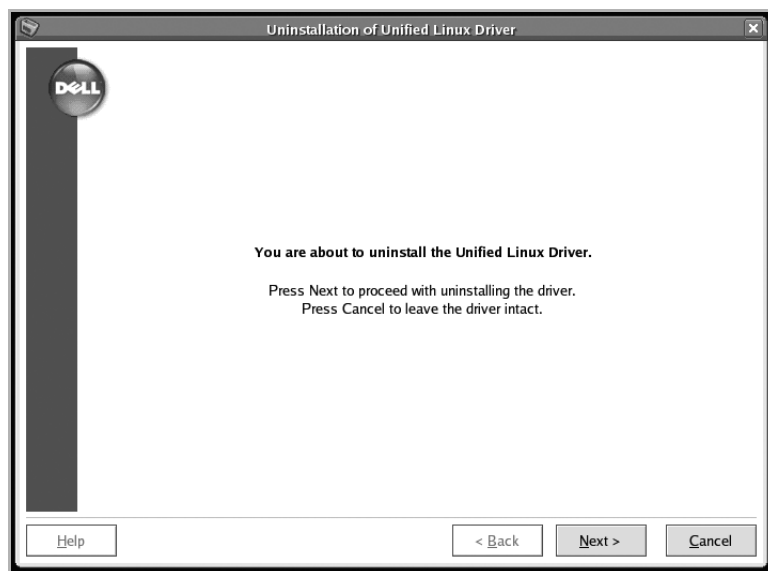 Uninstallation of Unified Linux Driver
DELL
You are about to uninstall the Unified Linux Driver.
Press Next to proceed with uninstalling the driver.
Press Cancel to leave the driver intact.
Help
< Back
Next >
Cancel